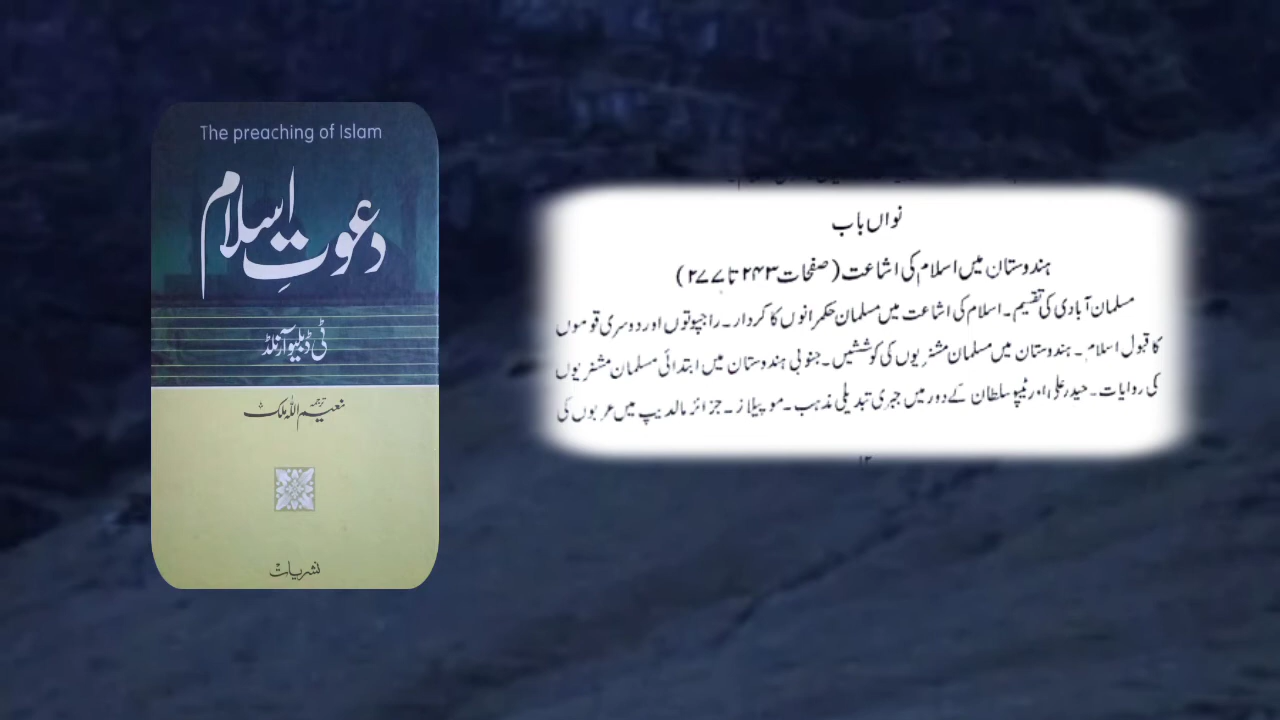 The preaching of Islam
دعوتِ اسلام
ٹی ڈبلیو آرنلڈ
ترجمہ
نعیم اللہ ملک
نشریات
نواں باب
ہندوستان میں اسلام کی اشاعت (صفحات ۲۴۳ تا ۲۷۷)
مسلمان آبادی کی تقسیم۔ اسلام کی اشاعت میں مسلمان حکمرانوں کا کردار۔ راجپوتوں اور دوسری قوموں
کا قبول اسلام۔ ہندوستان میں مسلمان مشنریوں کی کوششیں۔ جنوبی ہندوستان میں ابتدائی مسلمان مشنریوں
کی روایات۔ حیدر علی اور ٹیپو سلطان کے دور میں جبری تبدیلی مذہب۔ موپیلاز۔ جزائر مالدیپ میں عربوں کی